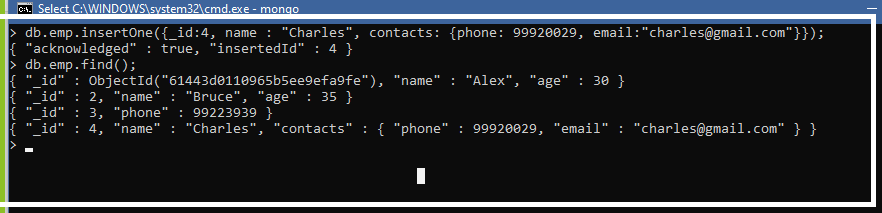 Select C:\WINDOWS\system32\cmd.exe - mongo
> db.emp.insertOne({_id:4, name : "Charles", contacts: {phone: 99920029, email:"charles@gmail.com"}});
{ "acknowledged" : true, "insertedId" : 4 }
> db.emp.find();
{ "_id" : ObjectId("61443d0110965b5ee9efa9fe"), "name" : "Alex", "age" : 30 }
{ "_id" : 2, "name" : "Bruce", "age" : 35 }
{ "_id" : 3, "phone" : 99223939 }
{ "_id" : 4, "name" : "Charles", "contacts" : { "phone" : 99920029, "email" : "charles@gmail.com" } }
>